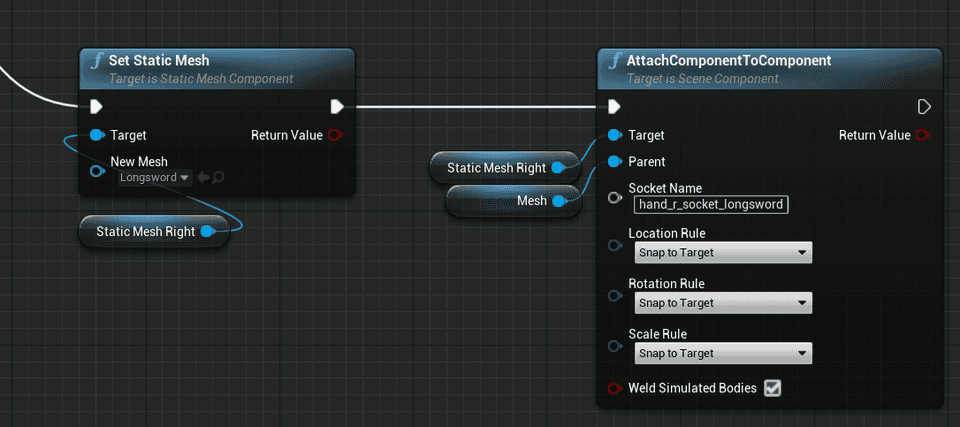 Set Static Mesh
Target is Static Mesh Component
Target
Return Value
New Mesh
Longsword
Static Mesh Right
Static Mesh Right
Mesh
AttachComponentToComponent
Target is Scene Component
Target
Return Value
Parent
Socket Name
hand_r_socket_longsword
Location Rule
Snap to Target
Rotation Rule
Snap to Target
Scale Rule
Snap to Target
Weld Simulated Bodies